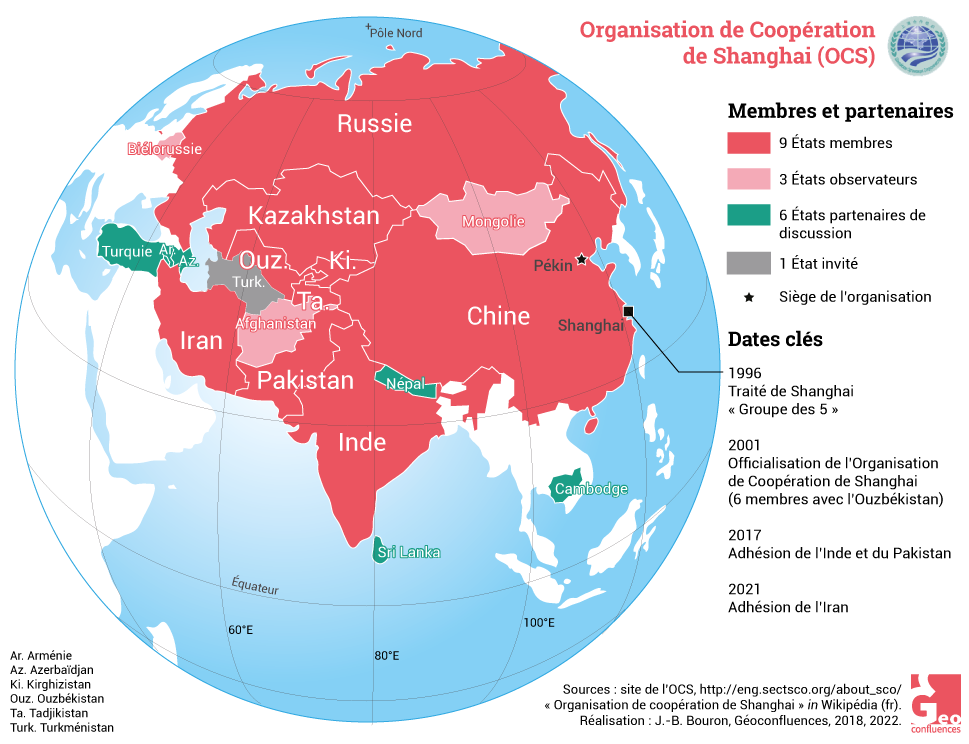 Organisation de Coopération
de Shanghai (OCS)
Membres et partenaires
9 États membres
3 États observateurs
6 États partenaires de
discussion
1 État invité
Siège de l'organisation
Dates clés
1996
Traité de Shanghai
« Groupe des 5 »
2001
Officialisation de l'Organisation
de Coopération de Shanghai
(6 membres avec l'Ouzbékistan)
2017
Adhésion de l'Inde et du Pakistan
2021
Adhésion de l'Iran
Pôle Nord
Russie
Biélorussie
Kazakhstan
Mongolie
Turquie
Ar.
Az.
Ouz.
Ki.
Pékin
Turk.
Ta.
Afghanistan
Chine
Shanghai
Iran
Pakistan
Népal
Inde
Cambodge
Sri Lanka
Équateur
60°E
80°E
100°E
Ar. Arménie
Az. Azerbaïdjan
Ki. Kirghizistan
Ouz. Ouzbékistan
Ta. Tadjikistan
Turk. Turkménistan
Sources : site de l'OCS, http://eng.sectsco.org/about_sco/
« Organisation de coopération de Shanghai » in Wikipédia (fr).
Réalisation : J.-B. Bouron, Géoconfluences, 2018, 2022.
Géo
confluences